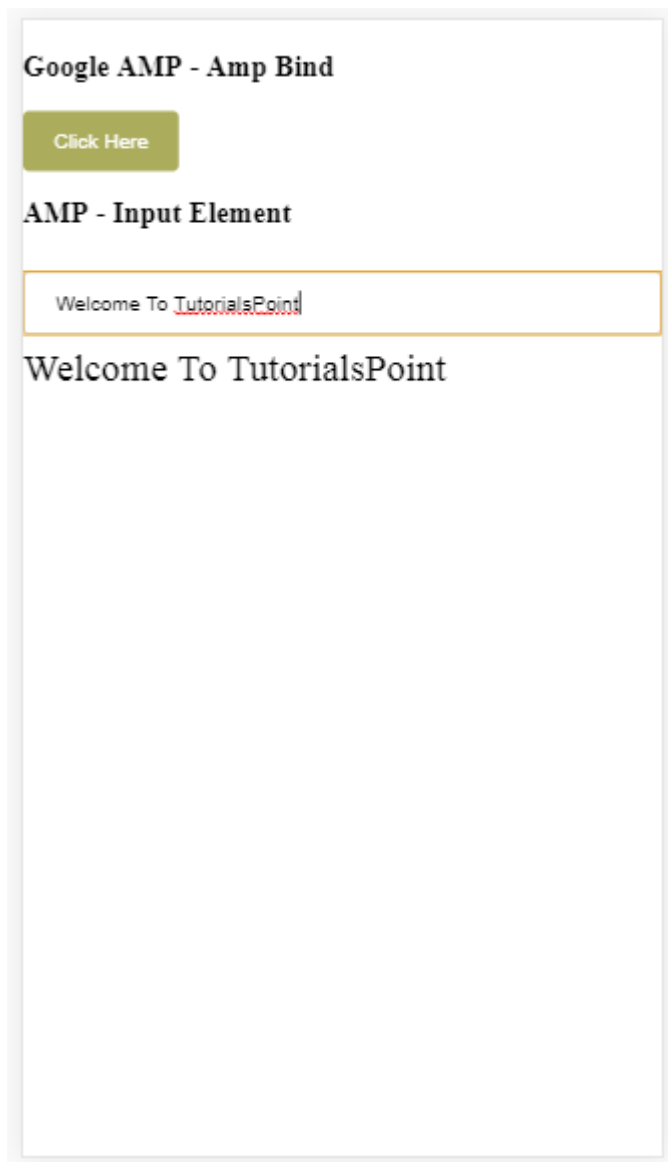 Google AMP - Amp Bind
Click Here
AMP - Input Element
Welcome To TutorialsPoint
Welcome To TutorialsPoint